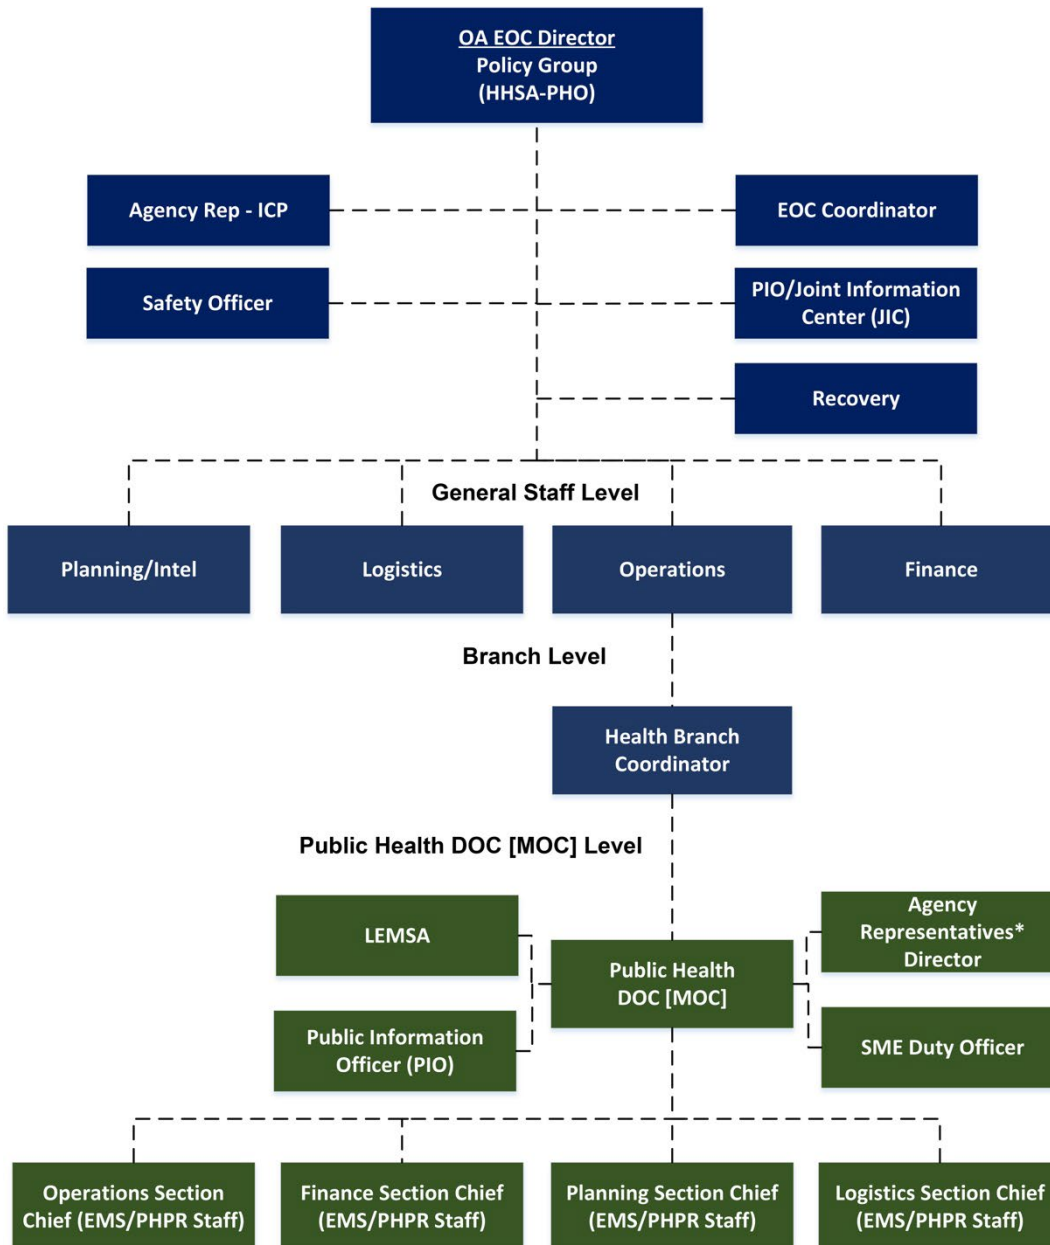 OA EOC Director
Policy Group
(HHSA-PHO)
Agency Rep - ICP
EOC Coordinator
Safety Officer
PIO/Joint Information
Center (JIC)
Recovery
General Staff Level
Planning/Intel
Logistics
Operations
Finance
Branch Level
Health Branch
Coordinator
Public Health DOC [MOC] Level
LEMSA
Agency
Representatives*
Director
Public Health
DOC [MOC]
Public Information
Officer (PIO)
SME Duty Officer
Operations Section
Chief (EMS/PHPR Staff)
Finance Section Chief
(EMS/PHPR Staff)
Planning Section Chief
(EMS/PHPR Staff)
Logistics Section Chief
(EMS/PHPR Staff)